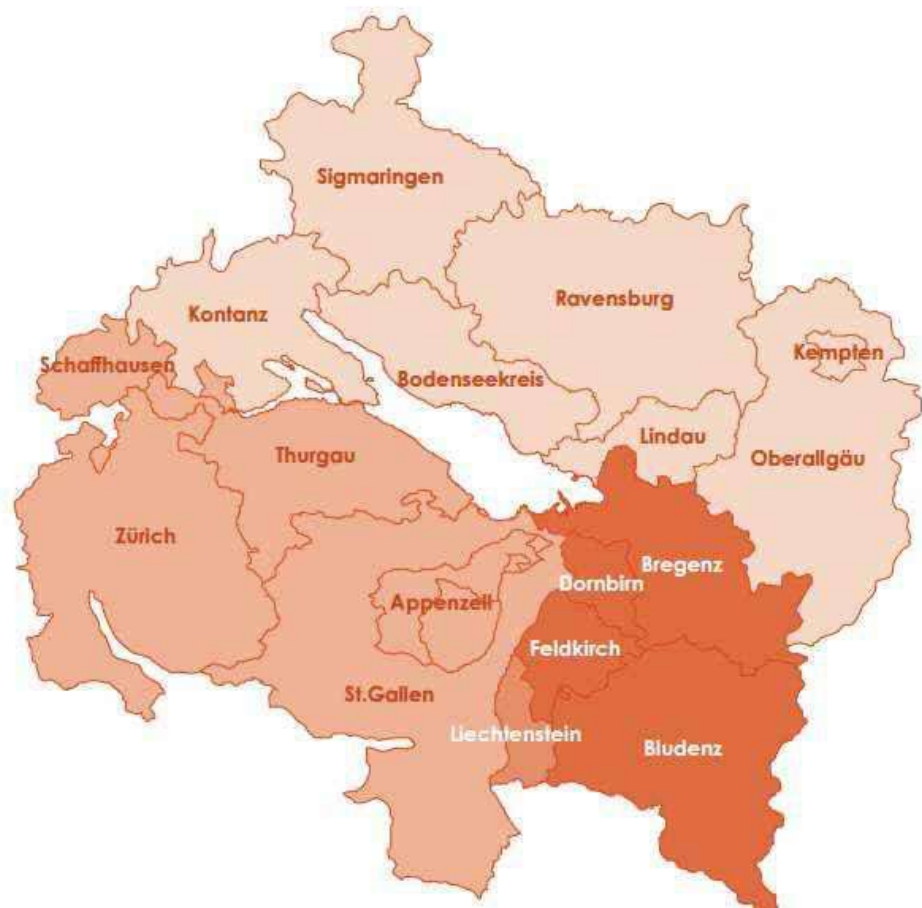 Sigmaringen
Ravensburg
Kontanz
Kempten
Schaffhausen
Bodenseekreis
Lindau
Thurgau
Oberallgäu
Zürich
Bregenz
Dornbirn
Appenzell
Feldkirch
St.Gallen
Liechtenstein
Bludenz